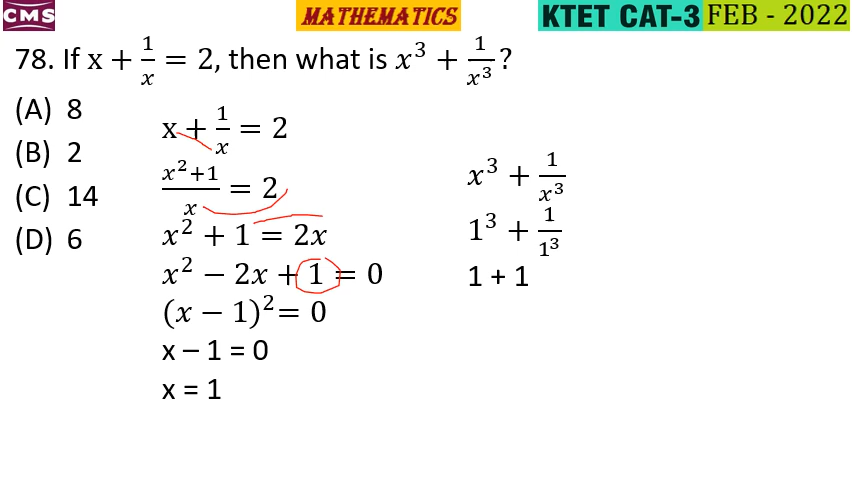 CMS
MATHEMATICS
KTET CAT-3 FEB - 2022
78. If x + 1/x = 2, then what is x³ + 1/x³?
(A) 8
(B) 2
(C) 14
(D) 6
x + 1/x = 2
(x²+1)/x = 2
x² + 1 = 2x
x² − 2x + 1 = 0
(x − 1)² = 0
x – 1 = 0
x = 1
x³ + 1/x³
1³ + 1/1³
1 + 1